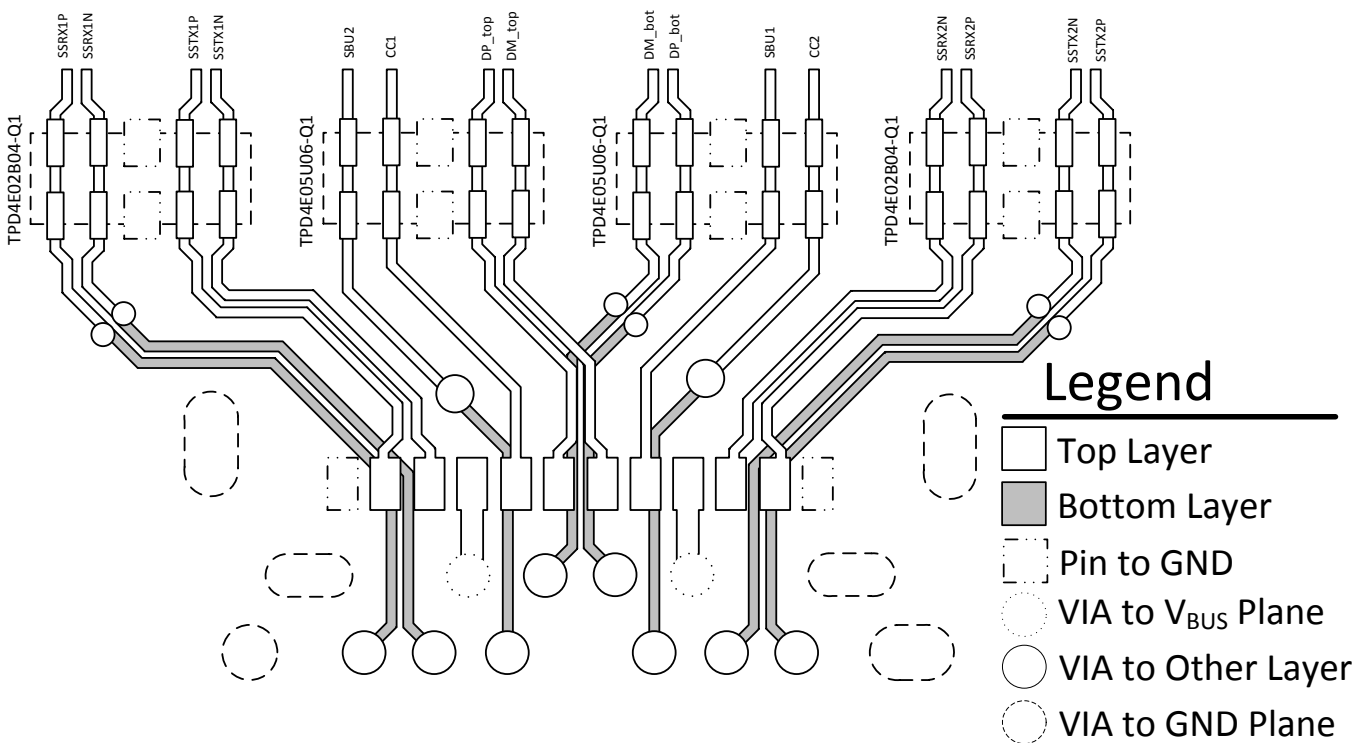 SSRX1P
SSRX1N
SSTX1P
SSTX1N
SBU2
CC1
DP_top
DM_top
DM_bot
DP_bot
SBU1
CC2
SSRX2N
SSRX2P
SSTX2N
SSTX2P
TPD4E02B04-Q1
TPD4E05U06-Q1
TPD4E05U06-Q1
TPD4E02B04-Q1
Legend
Top Layer
Bottom Layer
Pin to GND
VIA to VBUS Plane
VIA to Other Layer
VIA to GND Plane